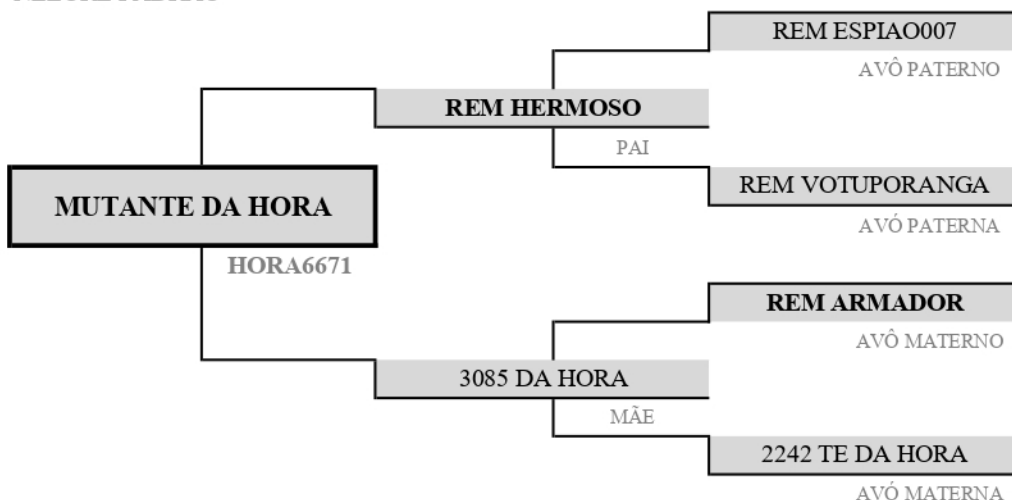 REM ESPIAO007
AVÔ PATERNO
REM HERMOSO
PAI
REM VOTUPORANGA
AVÓ PATERNA
MUTANTE DA HORA
HORA6671
REM ARMADOR
AVÔ MATERNO
3085 DA HORA
MÃE
2242 TE DA HORA
AVÓ MATERNA